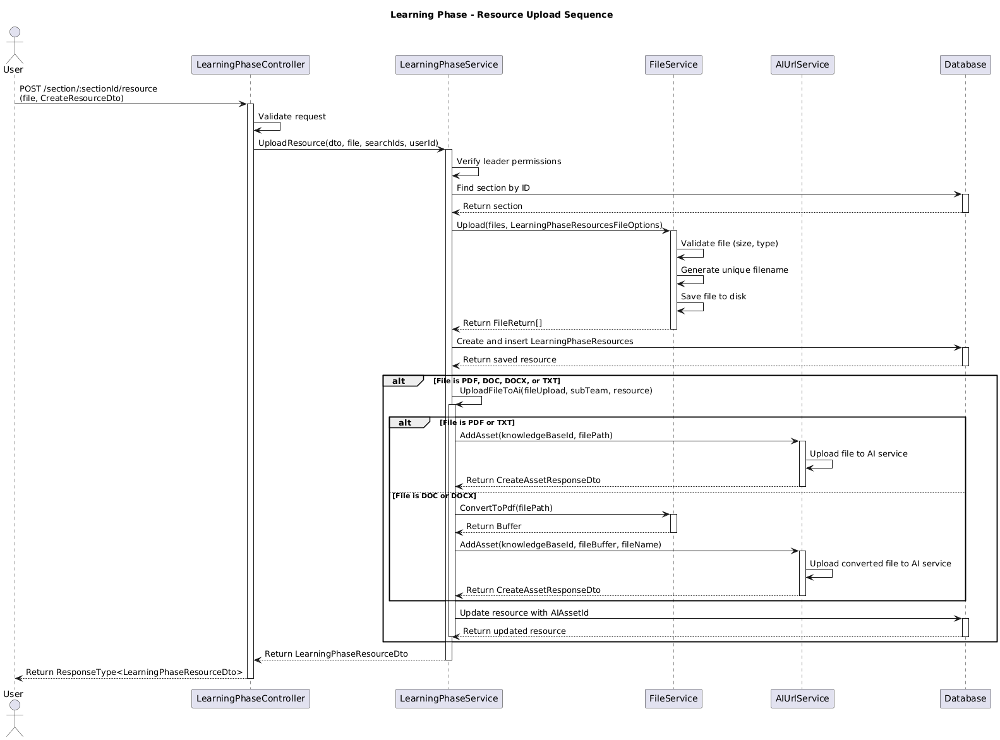 Learning Phase - Resource Upload Sequence
User
LearningPhaseController
LearningPhaseService
FileService
AIUrlService
Database
POST /section/:sectionId/resource
(file, CreateResourceDto)
Validate request
UploadResource(dto, file, searchIds, userId)
Verify leader permissions
Find section by ID
Return section
Upload(files, LearningPhaseResourcesFileOptions)
Validate file (size, type)
Generate unique filename
Save file to disk
Return FileReturn[]
Create and insert LearningPhaseResources
Return saved resource
alt [File is PDF, DOC, DOCX, or TXT]
UploadFileToAi(fileUpload, subTeam, resource)
alt [File is PDF or TXT]
AddAsset(knowledgeBaseId, filePath)
Upload file to AI service
Return CreateAssetResponseDto
[File is DOC or DOCX]
ConvertToPdf(filePath)
Return Buffer
AddAsset(knowledgeBaseId, fileBuffer, fileName)
Upload converted file to AI service
Return CreateAssetResponseDto
Update resource with AIAssetId
Return updated resource
Return LearningPhaseResourceDto
Return ResponseType<LearningPhaseResourceDto>
User
LearningPhaseController
LearningPhaseService
FileService
AIUrlService
Database